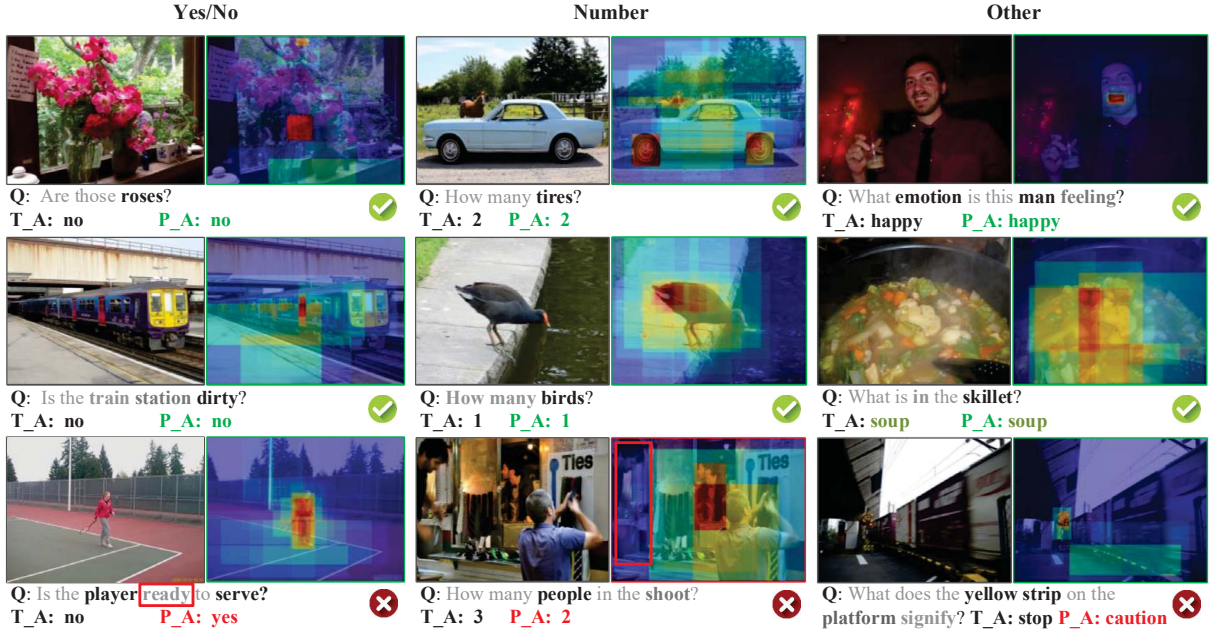 Yes/No
Number
Other
Q: Are those roses?
T_A: no P_A: no
Q: How many tires?
T_A: 2 P_A: 2
Q: What emotion is this man feeling?
T_A: happy P_A: happy
Q: Is the train station dirty?
T_A: no P_A: no
Q: How many birds?
T_A: 1 P_A: 1
Q: What is in the skillet?
T_A: soup P_A: soup
Ties
Ties
Q: Is the player ready to serve?
T_A: no P_A: yes
Q: How many people in the shoot?
T_A: 3 P_A: 2
Q: What does the yellow strip on the
platform signify? T_A: stop P_A: caution